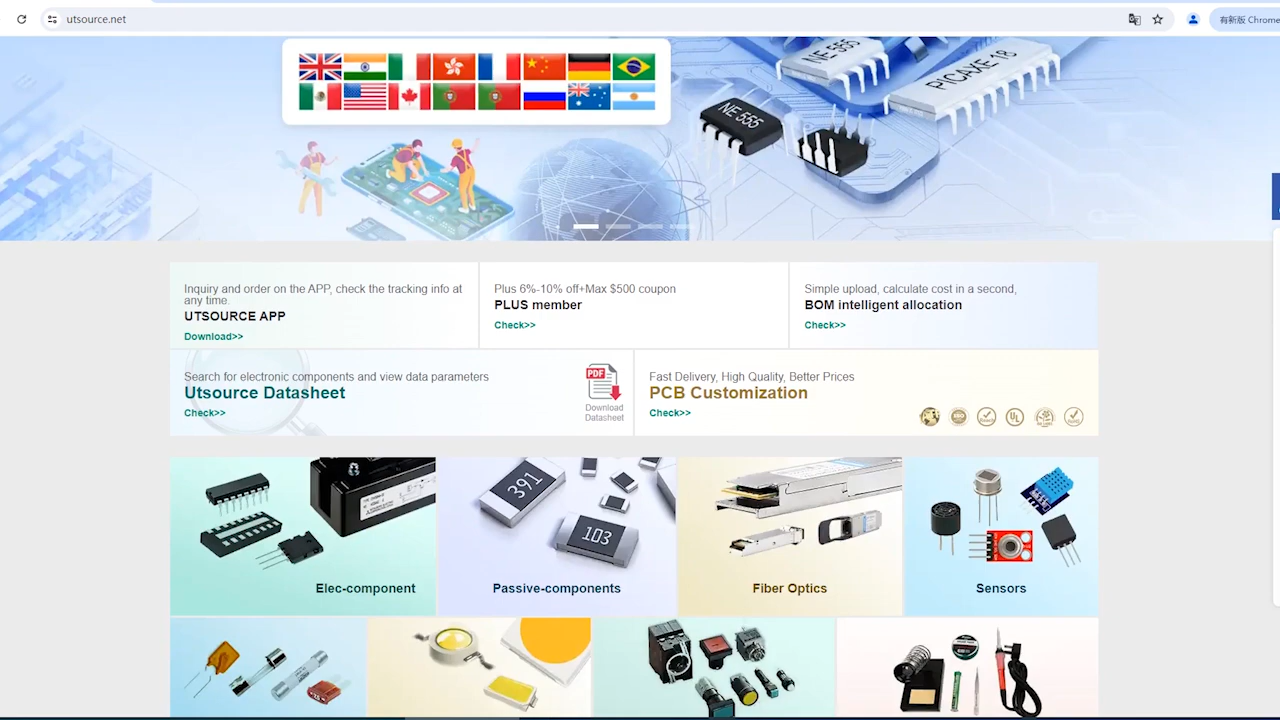 utsource.net
有新版 Chrome
NE 555
PICAXE-18
NE 555
Inquiry and order on the APP, check the tracking info at
any time.
UTSOURCE APP
Download>>
Plus 6%-10% off+Max $500 coupon
PLUS member
Check>>
Simple upload, calculate cost in a second,
BOM intelligent allocation
Check>>
Search for electronic components and view data parameters
Utsource Datasheet
Check>>
PDF
Download
Datasheet
Fast Delivery, High Quality, Better Prices
PCB Customization
Check>>
391
103
Elec-component
Passive-components
Fiber Optics
Sensors